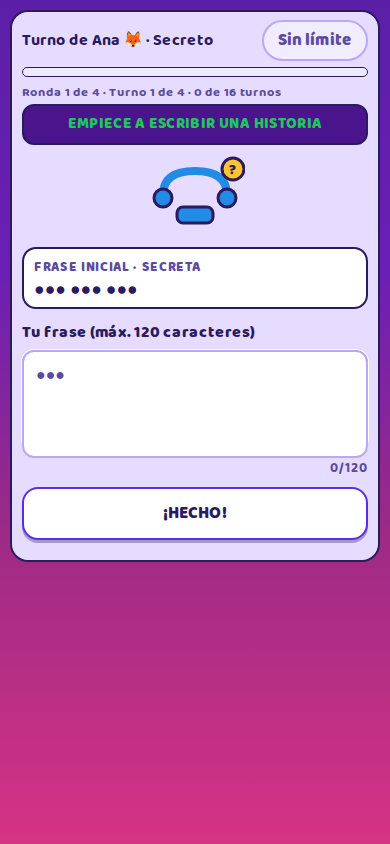 Turno de Ana 🦊 · Secreto
Sin límite
Ronda 1 de 4 · Turno 1 de 4 · 0 de 16 turnos
EMPIECE A ESCRIBIR UNA HISTORIA
?
FRASE INICIAL · SECRETA
●●● ●●● ●●●
Tu frase (máx. 120 caracteres)
●●●
0/120
¡HECHO!